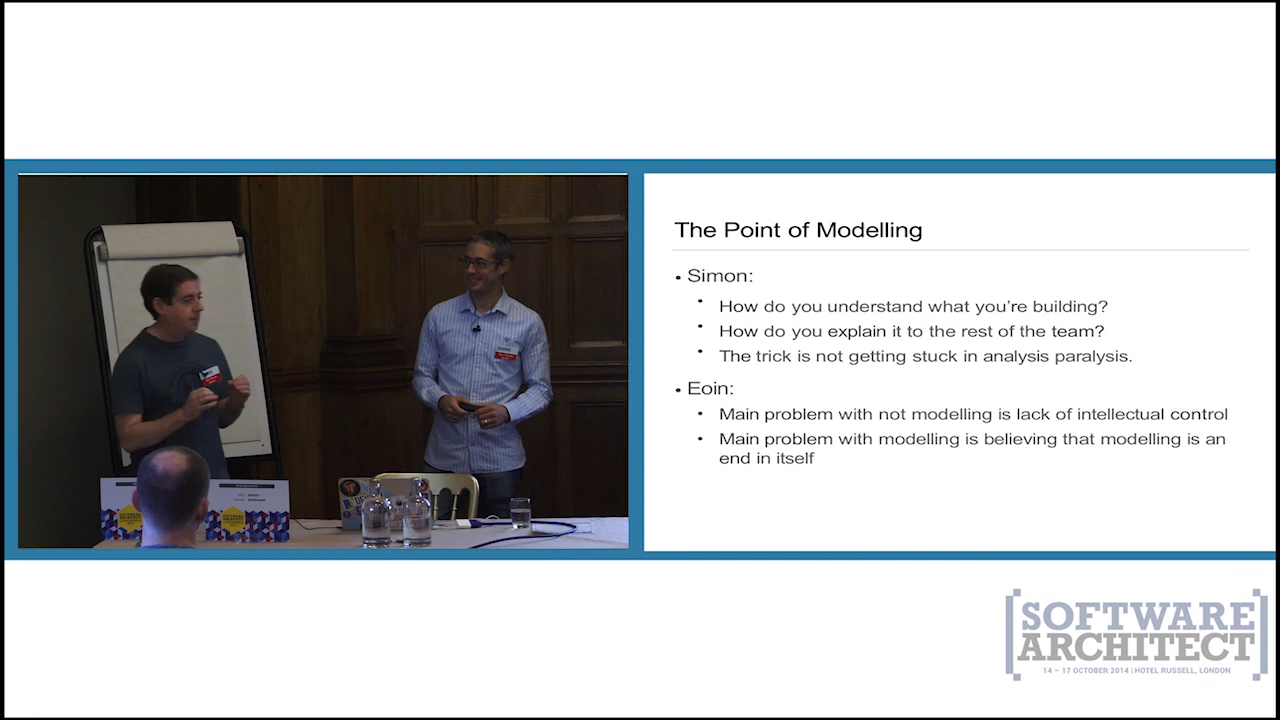 The Point of Modelling
• Simon:
• How do you understand what you're building?
• How do you explain it to the rest of the team?
• The trick is not getting stuck in analysis paralysis.
• Eoin:
• Main problem with not modelling is lack of intellectual control
• Main problem with modelling is believing that modelling is an
end in itself
[SOFTWARE
ARCHITECT]
14 – 17 OCTOBER 2014 | HOTEL RUSSELL, LONDON